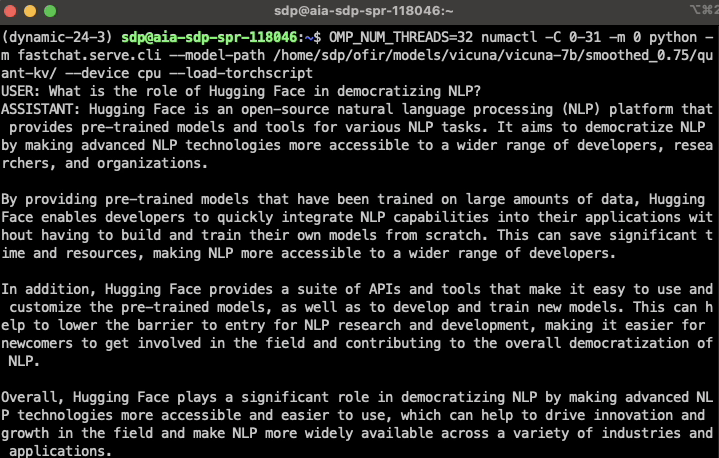 sdp@aia-sdp-spr-118046:~
(dynamic-24-3) sdp@aia-sdp-spr-118046:~$ OMP_NUM_THREADS=32 numactl -C 0-31 -m 0 python -
m fastchat.serve.cli --model-path /home/sdp/ofir/models/vicuna/vicuna-7b/smoothed_0.75/qu
ant-kv/ --device cpu --load-torchscript
USER: What is the role of Hugging Face in democratizing NLP?
ASSISTANT: Hugging Face is an open-source natural language processing (NLP) platform that
 provides pre-trained models and tools for various NLP tasks. It aims to democratize NLP
by making advanced NLP technologies more accessible to a wider range of developers, resea
rchers, and organizations.
By providing pre-trained models that have been trained on large amounts of data, Hugging
Face enables developers to quickly integrate NLP capabilities into their applications wit
hout having to build and train their own models from scratch. This can save significant t
ime and resources, making NLP more accessible to a wider range of developers.
In addition, Hugging Face provides a suite of APIs and tools that make it easy to use and
 customize the pre-trained models, as well as to develop and train new models. This can h
elp to lower the barrier to entry for NLP research and development, making it easier for
newcomers to get involved in the field and contributing to the overall democratization of
 NLP.
Overall, Hugging Face plays a significant role in democratizing NLP by making advanced NL
P technologies more accessible and easier to use, which can help to drive innovation and
growth in the field and make NLP more widely available across a variety of industries and
 applications.